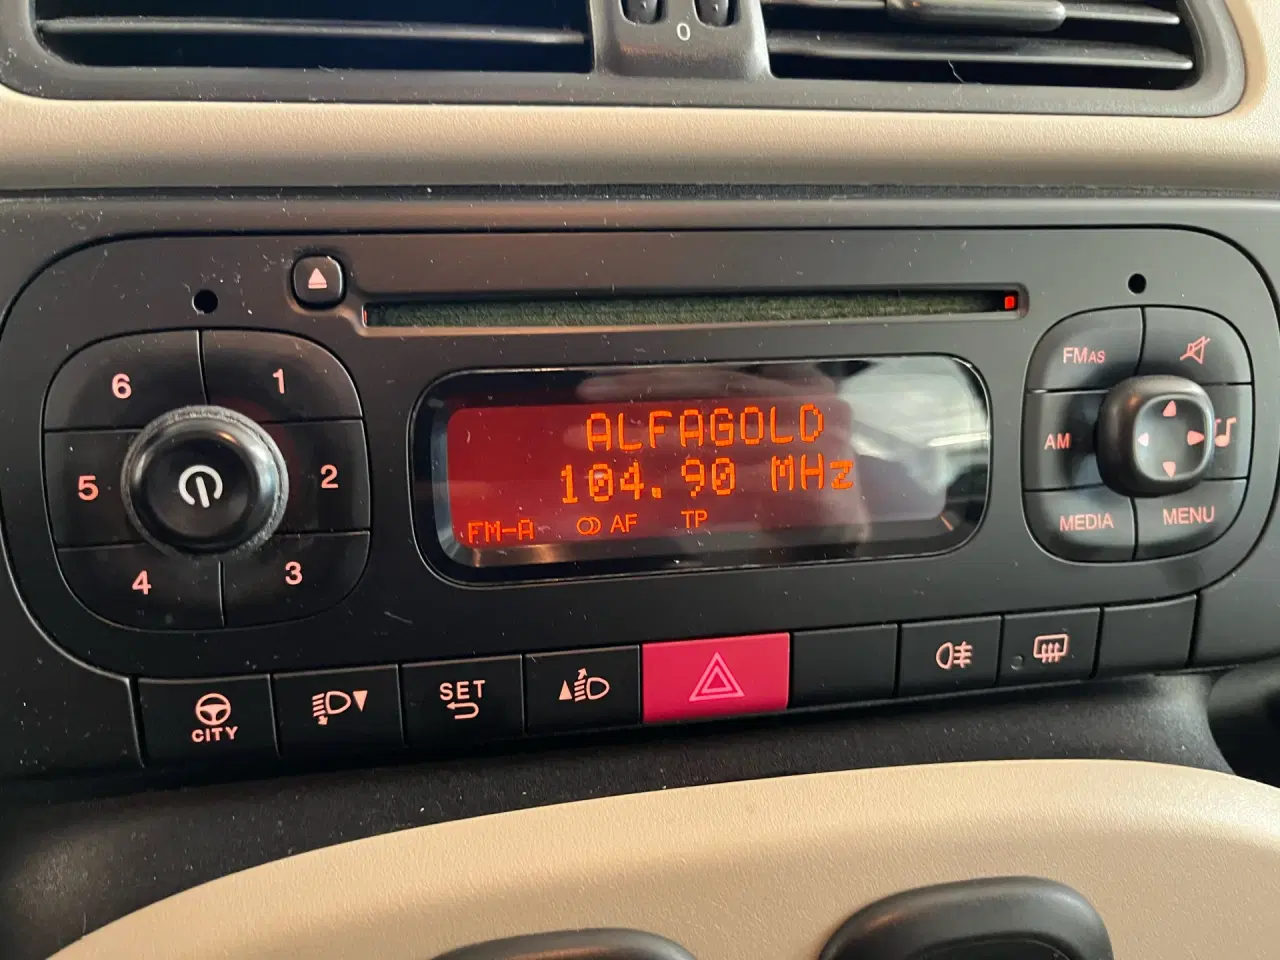 0
6
1
5
2
4
3
ALFAGOLD
104.90 MHz
FM-A AF TP
FMAS
AM
MEDIA
MENU
CITY
SET